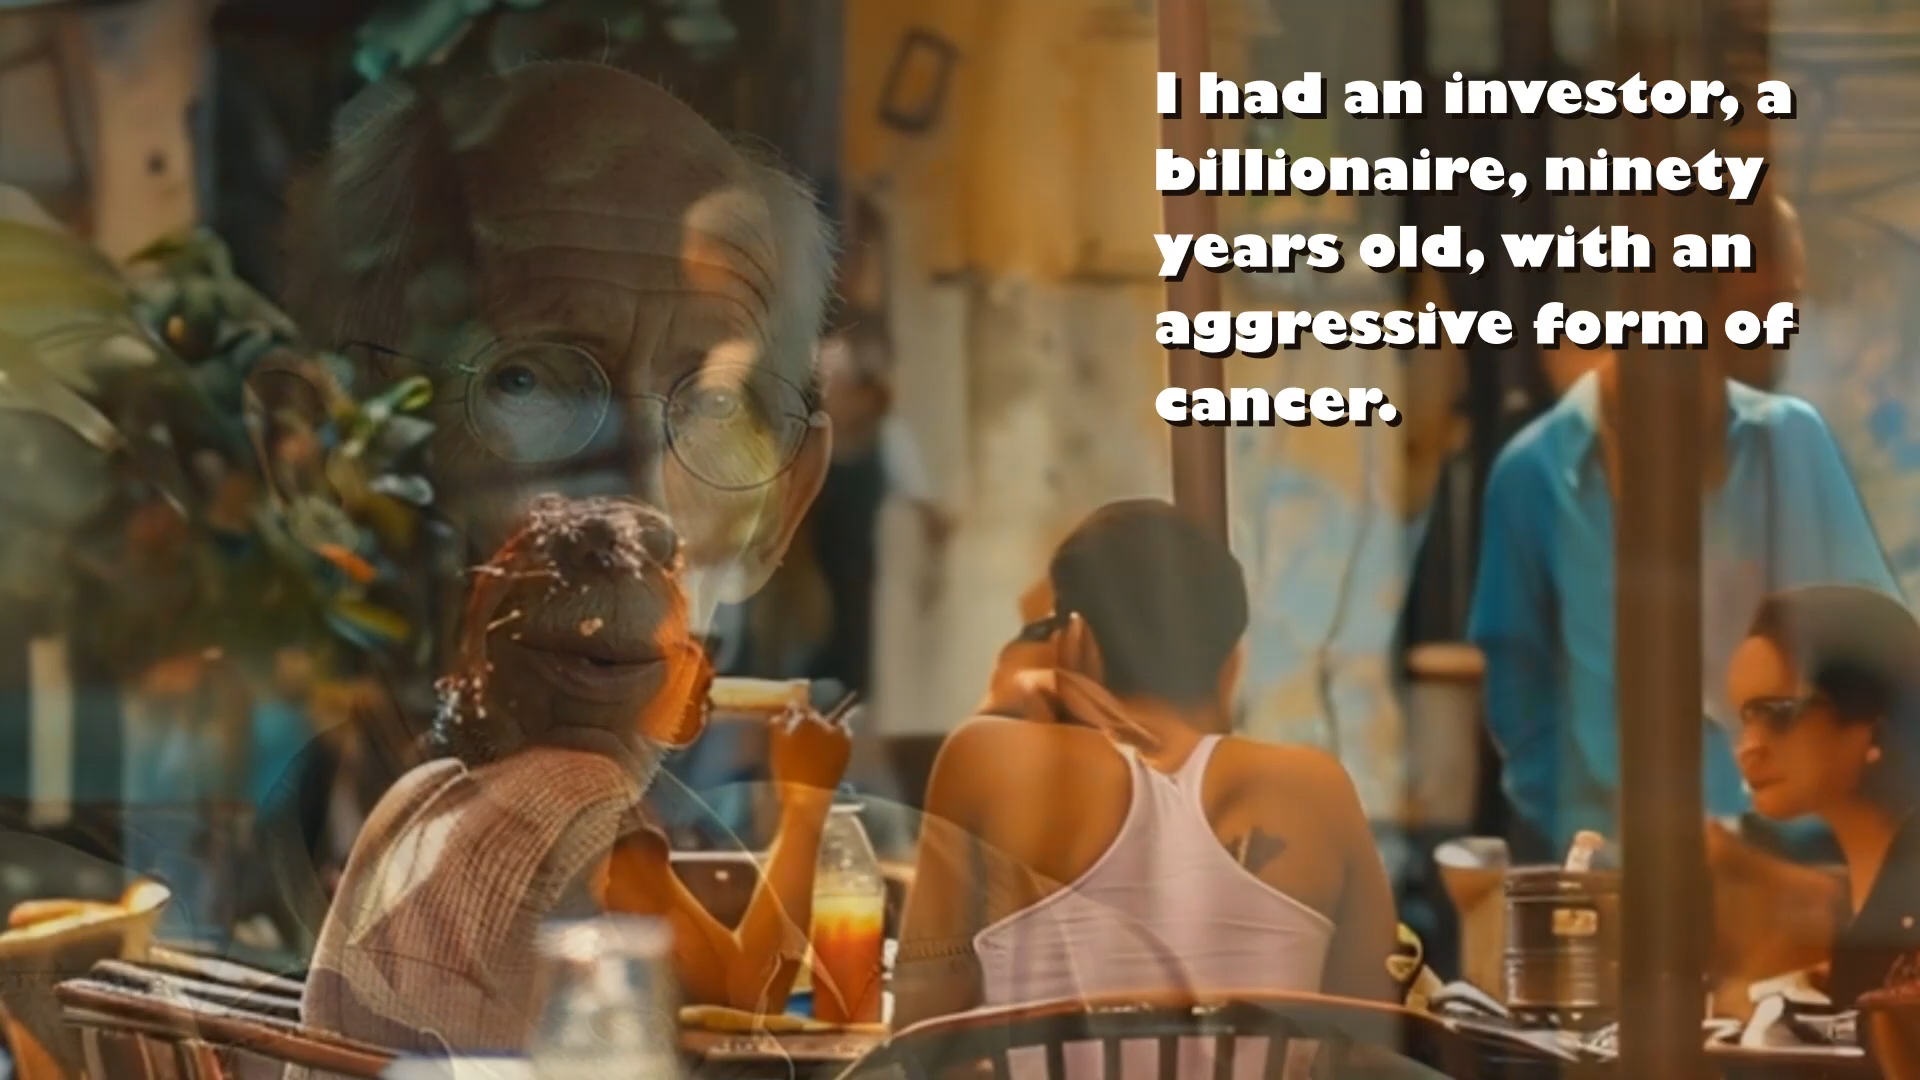 I had an investor, a
billionaire, ninety
years old, with an
aggressive form of
cancer.